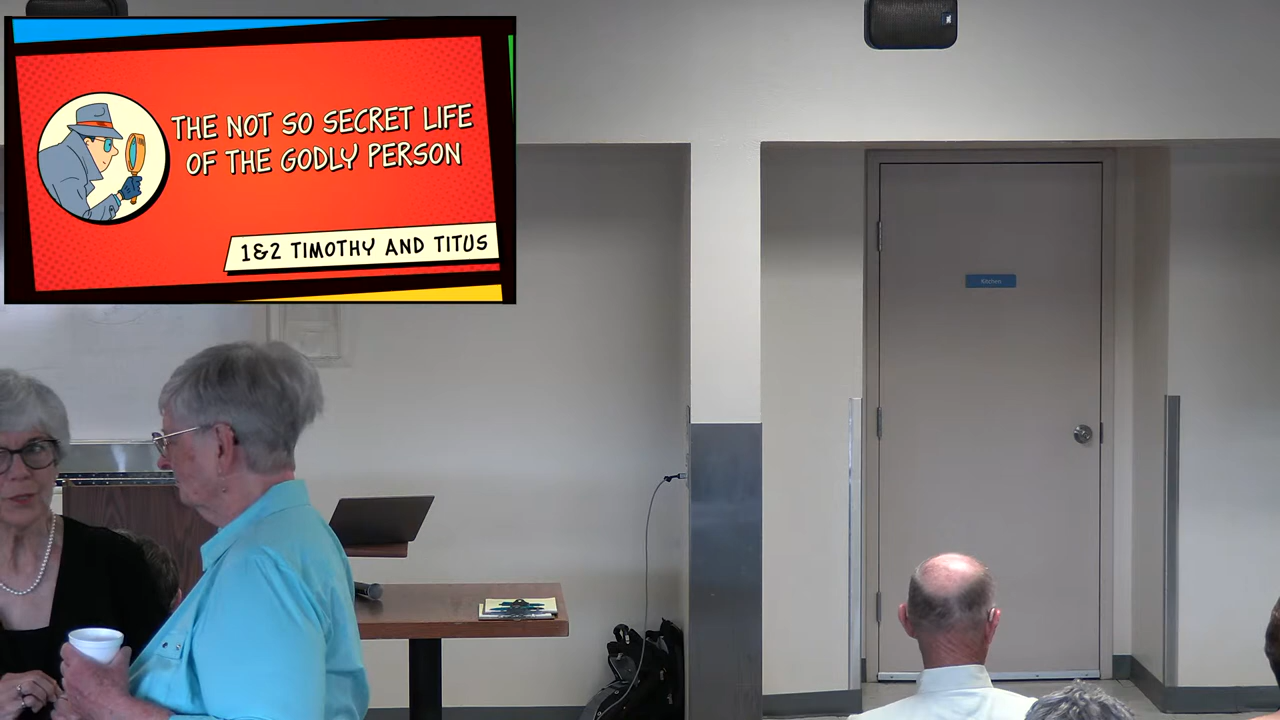 THE NOT SO SECRET LIFE
OF THE GODLY PERSON
1&2 TIMOTHY AND TITUS
Kitchen